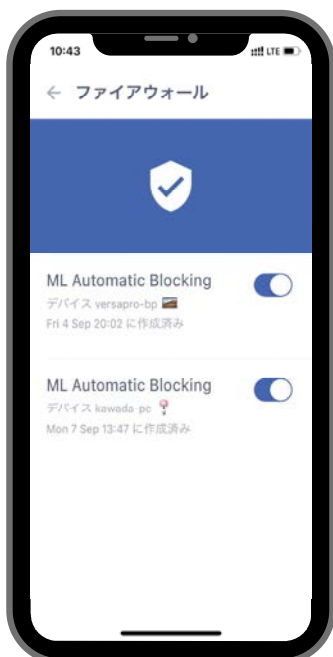 10:43
LTE
← ファイアウォール
ML Automatic Blocking
デバイス versapro-bp
Fri 4 Sep 20:02 に作成済み
ML Automatic Blocking
デバイス kawada-pc
Mon 7 Sep 13:47 に作成済み